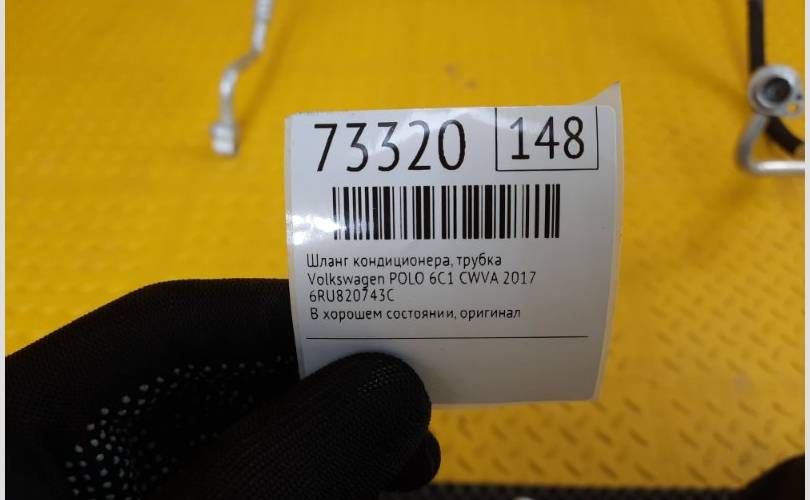 73320 148
Шланг кондиционера, трубка
Volkswagen POLO 6C1 CWVA 2017
6RU820743C
В хорошем состоянии, оригинал